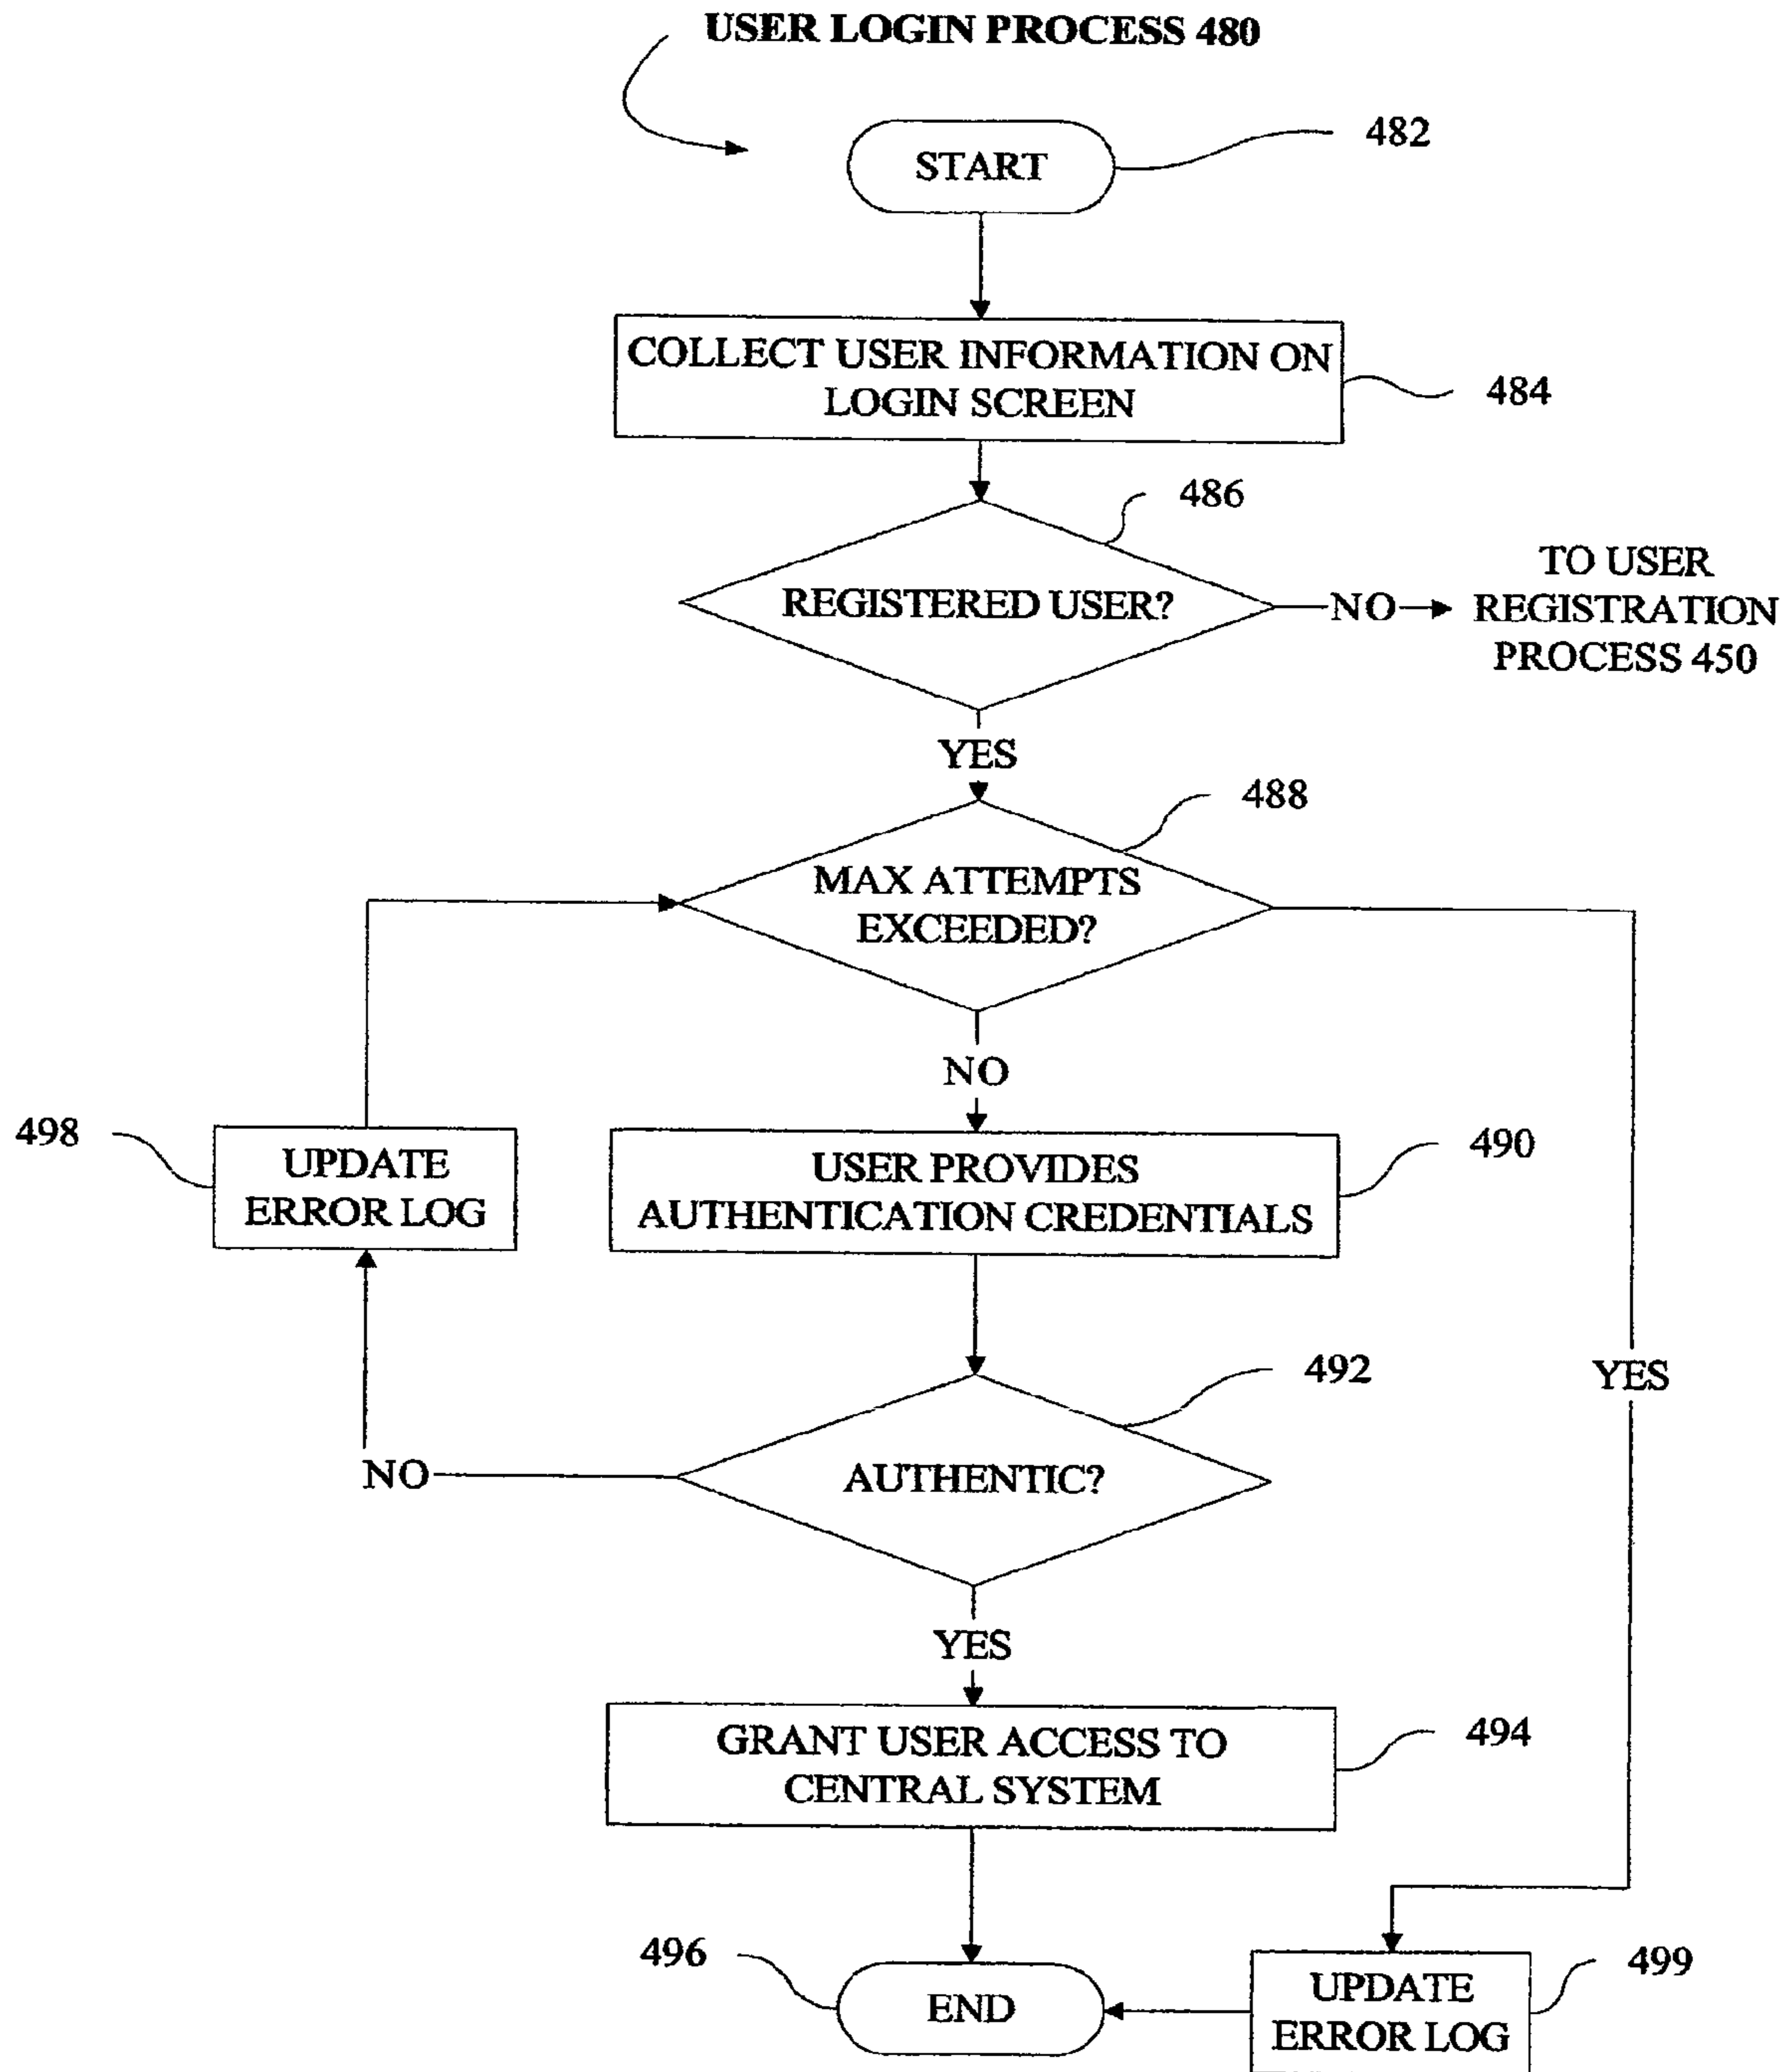 USER LOGIN PROCESS 480
START
482
COLLECT USER INFORMATION ON
LOGIN SCREEN
484
486
REGISTERED USER?
NO
TO USER
REGISTRATION
PROCESS 450
YES
488
MAX ATTEMPTS
EXCEEDED?
NO
498
UPDATE
ERROR LOG
USER PROVIDES
AUTHENTICATION CREDENTIALS
490
492
YES
NO
AUTHENTIC?
YES
GRANT USER ACCESS TO
CENTRAL SYSTEM
494
496
END
UPDATE
ERROR LOG
499